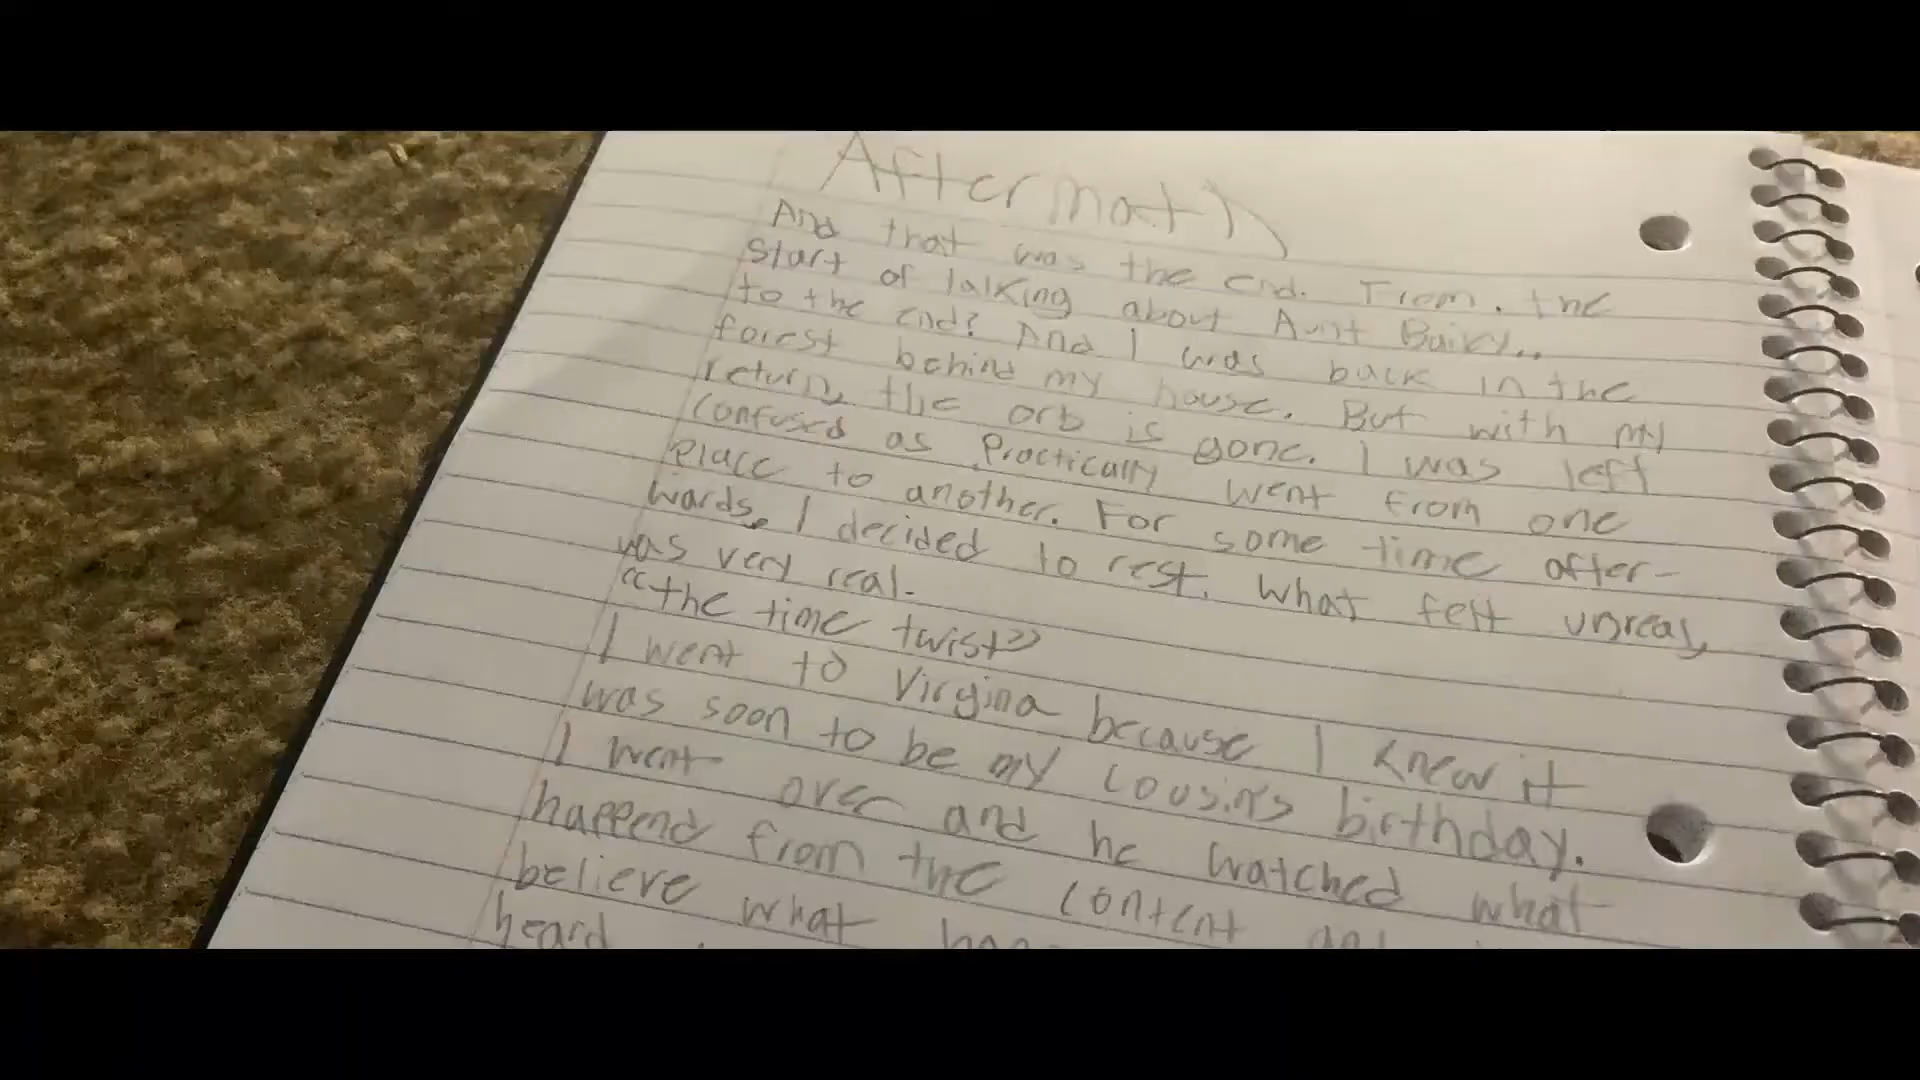 Aftermath
And that was the end. From. the
start of talking about Aunt Bairy..
to the end? And I was back in the
forest behind my house. But with my
return, the orb is gone. I was left
confused as Practically went from one
Place to another. For some time after-
wards, I decided to rest. What felt unreal,
was very real.
"the time twist"
I went to Virgina because I knew it
was soon to be my cousin's birthday.
I went over and he watched what
happend from the content and
believe what
heard